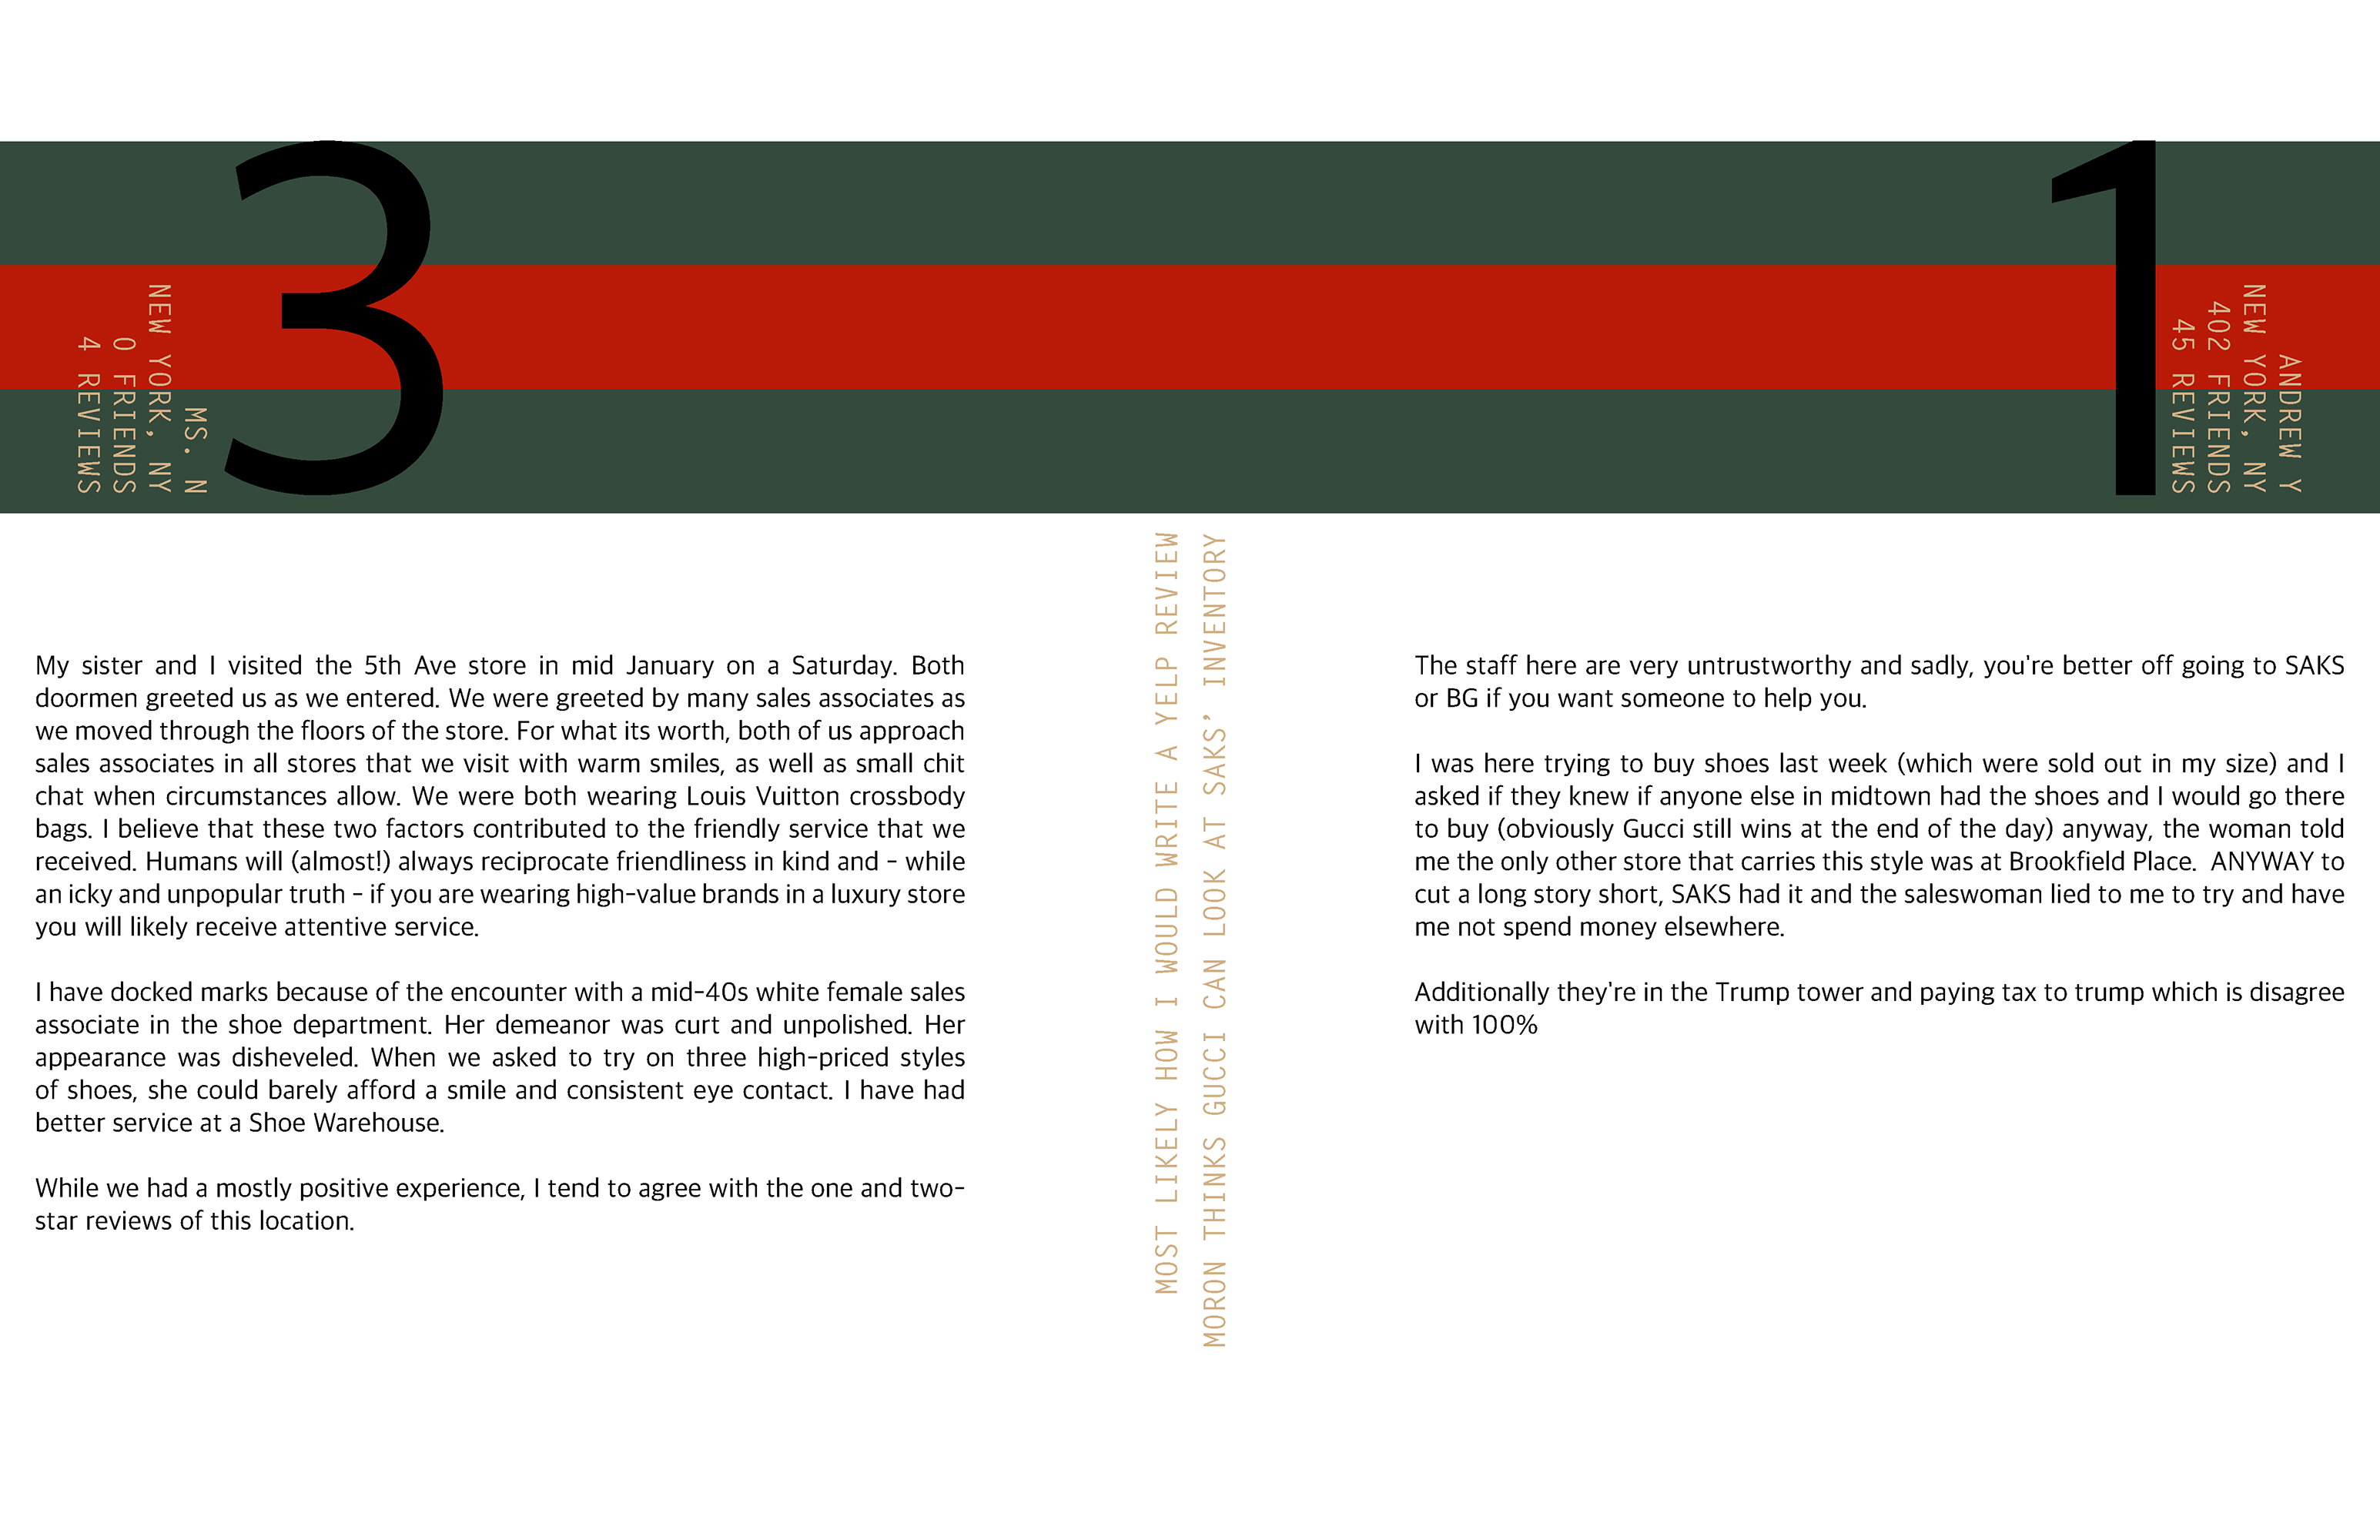 3
MS. N
NEW YORK, NY
0 FRIENDS
4 REVIEWS
My sister and I visited the 5th Ave store in mid January on a Saturday. Both
doormen greeted us as we entered. We were greeted by many sales associates as
we moved through the floors of the store. For what its worth, both of us approach
sales associates in all stores that we visit with warm smiles, as well as small chit
chat when circumstances allow. We were both wearing Louis Vuitton crossbody
bags. I believe that these two factors contributed to the friendly service that we
received. Humans will (almost!) always reciprocate friendliness in kind and - while
an icky and unpopular truth - if you are wearing high-value brands in a luxury store
you will likely receive attentive service.
I have docked marks because of the encounter with a mid-40s white female sales
associate in the shoe department. Her demeanor was curt and unpolished. Her
appearance was disheveled. When we asked to try on three high-priced styles
of shoes, she could barely afford a smile and consistent eye contact. I have had
better service at a Shoe Warehouse.
While we had a mostly positive experience, I tend to agree with the one and two-
star reviews of this location.
MOST LIKELY HOW I WOULD WRITE A YELP REVIEW
MORON THINKS GUCCI CAN LOOK AT SAKS’ INVENTORY
1
ANDREW Y
NEW YORK, NY
402 FRIENDS
45 REVIEWS
The staff here are very untrustworthy and sadly, you're better off going to SAKS
or BG if you want someone to help you.
I was here trying to buy shoes last week (which were sold out in my size) and I
asked if they knew if anyone else in midtown had the shoes and I would go there
to buy (obviously Gucci still wins at the end of the day) anyway, the woman told
me the only other store that carries this style was at Brookfield Place.  ANYWAY to
cut a long story short, SAKS had it and the saleswoman lied to me to try and have
me not spend money elsewhere.
Additionally they're in the Trump tower and paying tax to trump which is disagree
with 100%